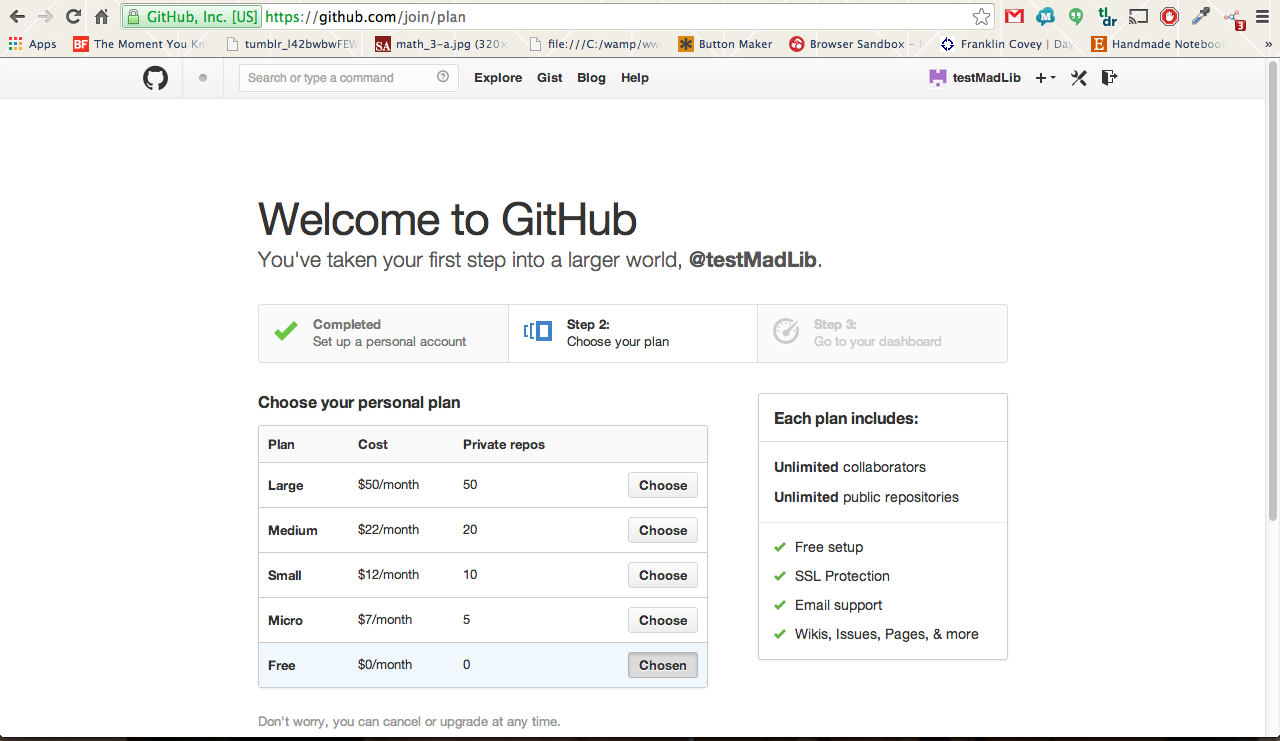 GitHub, Inc. [US] https://github.com/join/plan
Apps BF The Moment You Kn tumblr_l42bwbwFEW SA math_3-a.jpg (320× file:///C:/wamp/ww Button Maker Browser Sandbox - Franklin Covey | Day E Handmade Notebook »
Search or type a command Explore Gist Blog Help testMadLib
tl;dr
3
Welcome to GitHub
You've taken your first step into a larger world, @testMadLib.
Completed
Set up a personal account
Step 2:
Choose your plan
Step 3:
Go to your dashboard
Choose your personal plan
Plan Cost Private repos
Large $50/month 50 Choose
Medium $22/month 20 Choose
Small $12/month 10 Choose
Micro $7/month 5 Choose
Free $0/month 0 Chosen
Don't worry, you can cancel or upgrade at any time.
Each plan includes:
Unlimited collaborators
Unlimited public repositories
Free setup
SSL Protection
Email support
Wikis, Issues, Pages, & more